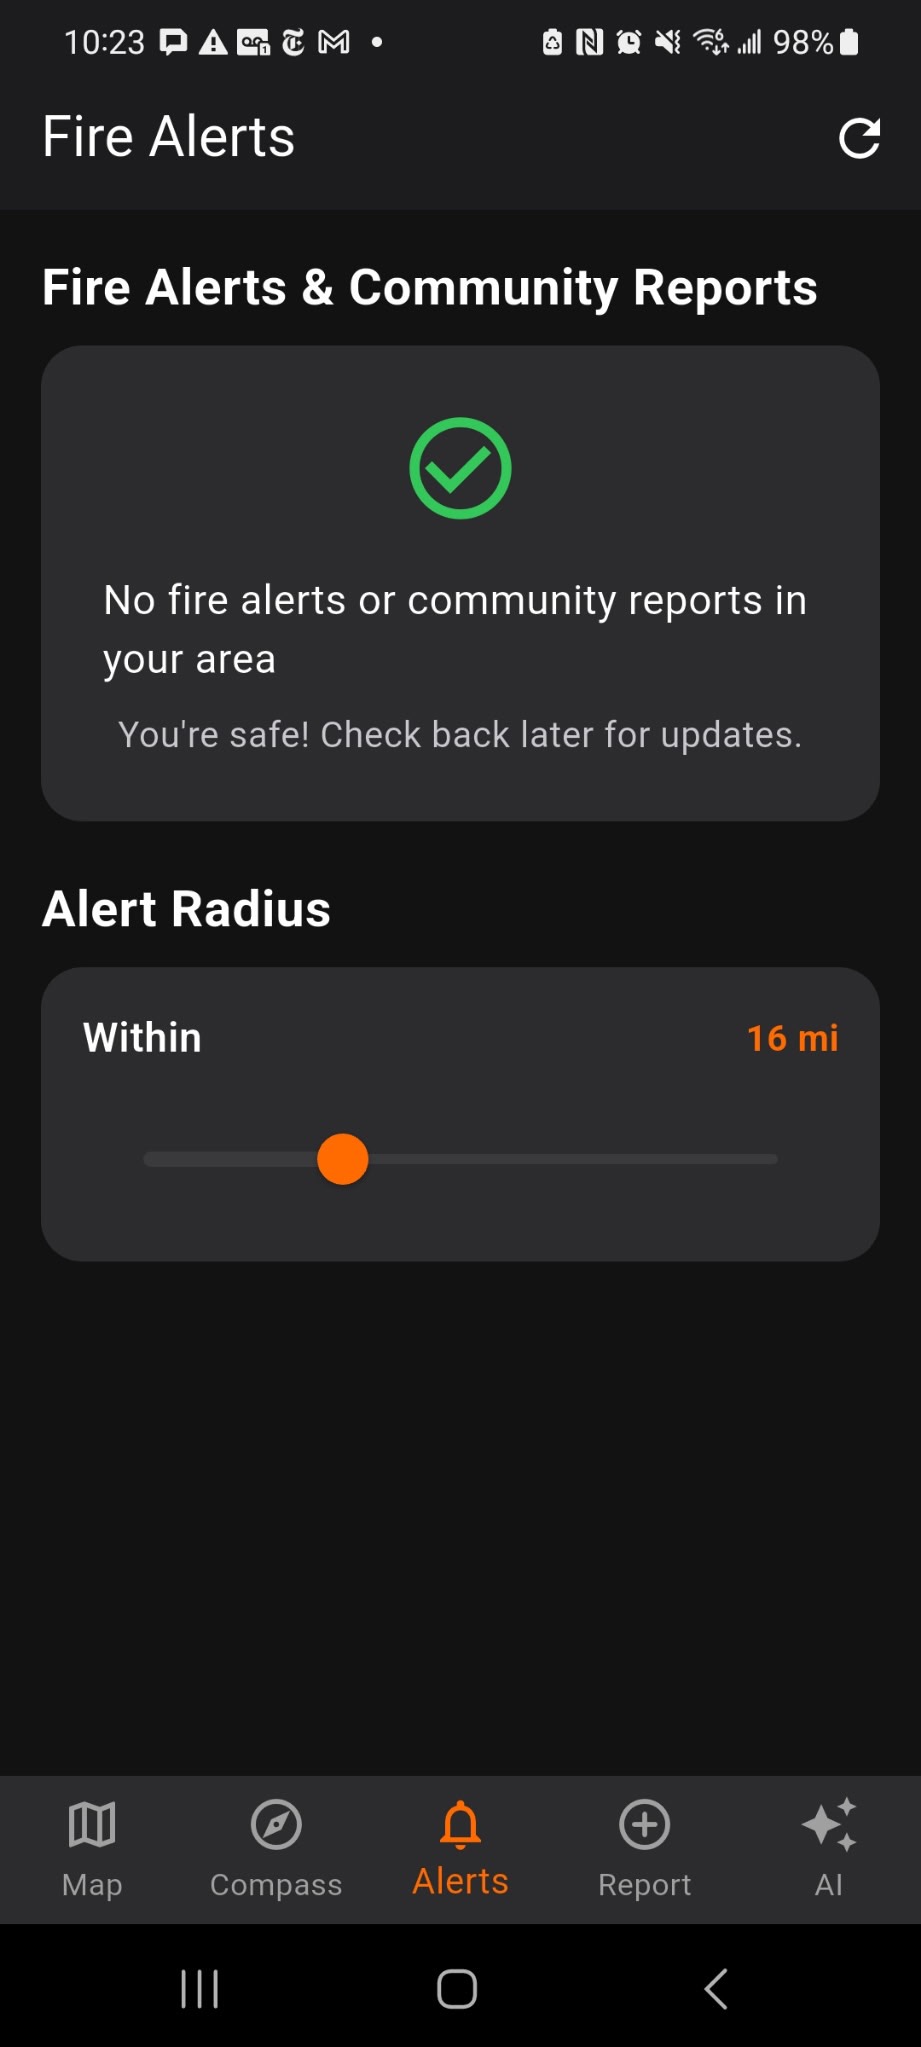 10:23 98%
Fire Alerts
Fire Alerts & Community Reports
No fire alerts or community reports in
your area
You're safe! Check back later for updates.
Alert Radius
Within 16 mi
Map Compass Alerts Report AI